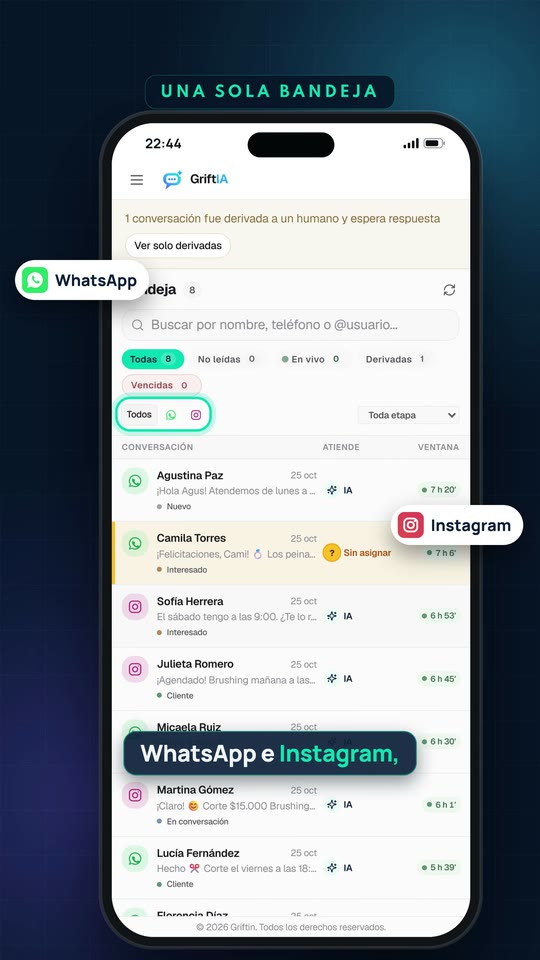 UNA SOLA BANDEJA
22:44
GriftIA
1 conversación fue derivada a un humano y espera respuesta
Ver solo derivadas
WhatsApp
deja 8
Buscar por nombre, teléfono o @usuario...
Todas 8 No leídas 0 En vivo 0 Derivadas 1
Vencidas 0
Todos Toda etapa
CONVERSACIÓN ATIENDE VENTANA
Agustina Paz 25 oct
¡Hola Agus! Atendemos de lunes a ... IA 7 h 20'
Nuevo
Instagram
Camila Torres 25 oct
¡Felicitaciones, Cami! 💍 Los peina... ? Sin asignar 7 h 6'
Interesado
Sofía Herrera 25 oct
El sábado tengo a las 9:00. ¿Te lo r... IA 6 h 53'
Interesado
Julieta Romero 25 oct
¡Agendado! Brushing mañana a las... IA 6 h 45'
Cliente
Micaela Ruiz 25 oct
6 h 30'
WhatsApp e Instagram,
Martina Gómez 25 oct
¡Claro! 😊 Corte $15.000 Brushing... IA 6 h 1'
En conversación
Lucía Fernández 25 oct
Hecho 🎀 Corte el viernes a las 18:... IA 5 h 39'
Cliente
Florencia Díaz 25 oct
© 2026 Griftin. Todos los derechos reservados.